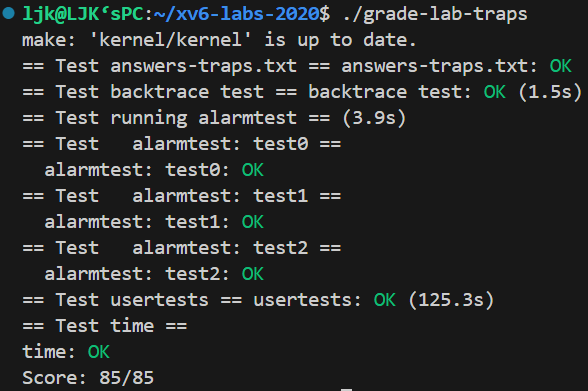 ljk@LJK‘sPC:~/xv6-labs-2020$ ./grade-lab-traps
make: 'kernel/kernel' is up to date.
== Test answers-traps.txt == answers-traps.txt: OK
== Test backtrace test == backtrace test: OK (1.5s)
== Test running alarmtest == (3.9s)
== Test   alarmtest: test0 ==
  alarmtest: test0: OK
== Test   alarmtest: test1 ==
  alarmtest: test1: OK
== Test   alarmtest: test2 ==
  alarmtest: test2: OK
== Test usertests == usertests: OK (125.3s)
== Test time ==
time: OK
Score: 85/85